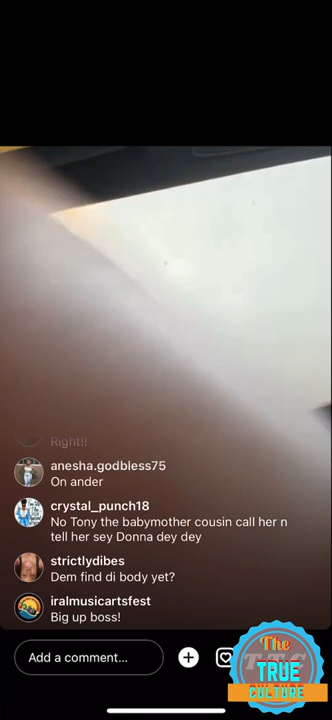 Right!!
anesha.godbless75
On ander
crystal_punch18
No Tony the babymother cousin call her n
tell her sey Donna dey dey
strictlydibes
Dem find di body yet?
iralmusicartsfest
Big up boss!
Add a comment...
The
TRUE
CULTURE